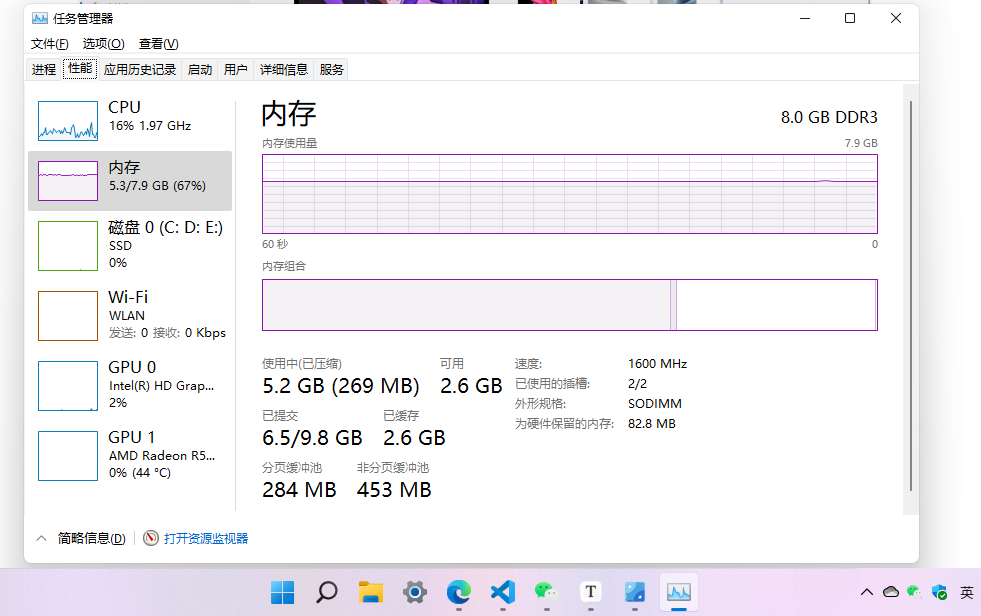 任务管理器
文件(F) 选项(O) 查看(V)
进程 性能 应用历史记录 启动 用户 详细信息 服务
CPU
16% 1.97 GHz
内存
5.3/7.9 GB (67%)
磁盘 0 (C: D: E:)
SSD
0%
Wi-Fi
WLAN
发送: 0 接收: 0 Kbps
GPU 0
Intel(R) HD Grap...
2%
GPU 1
AMD Radeon R5...
0% (44 °C)
内存
8.0 GB DDR3
内存使用量
7.9 GB
60 秒
0
内存组合
使用中(已压缩)
5.2 GB (269 MB)
可用
2.6 GB
已提交
6.5/9.8 GB
已缓存
2.6 GB
分页缓冲池
284 MB
非分页缓冲池
453 MB
速度: 1600 MHz
已使用的插槽: 2/2
外形规格: SODIMM
为硬件保留的内存: 82.8 MB
简略信息(D) 打开资源监视器
T
英